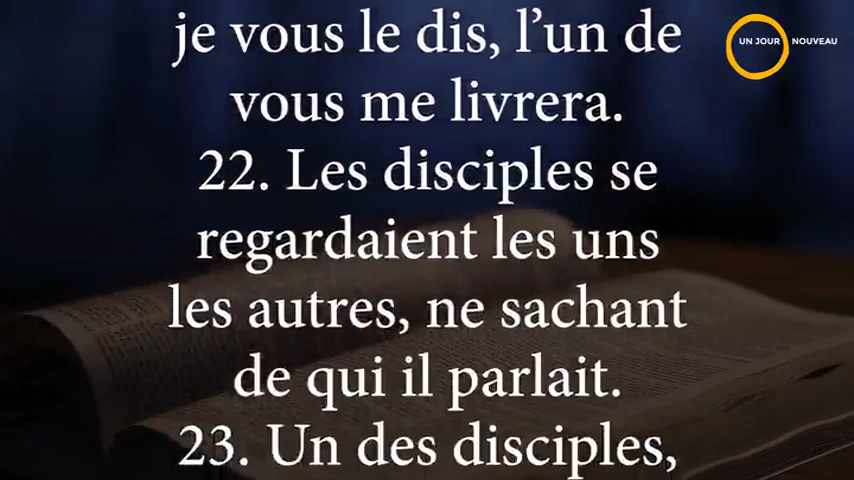 je vous le dis, l’un de
vous me livrera.
22. Les disciples se
regardaient les uns
les autres, ne sachant
de qui il parlait.
23. Un des disciples,
UN JOUR NOUVEAU